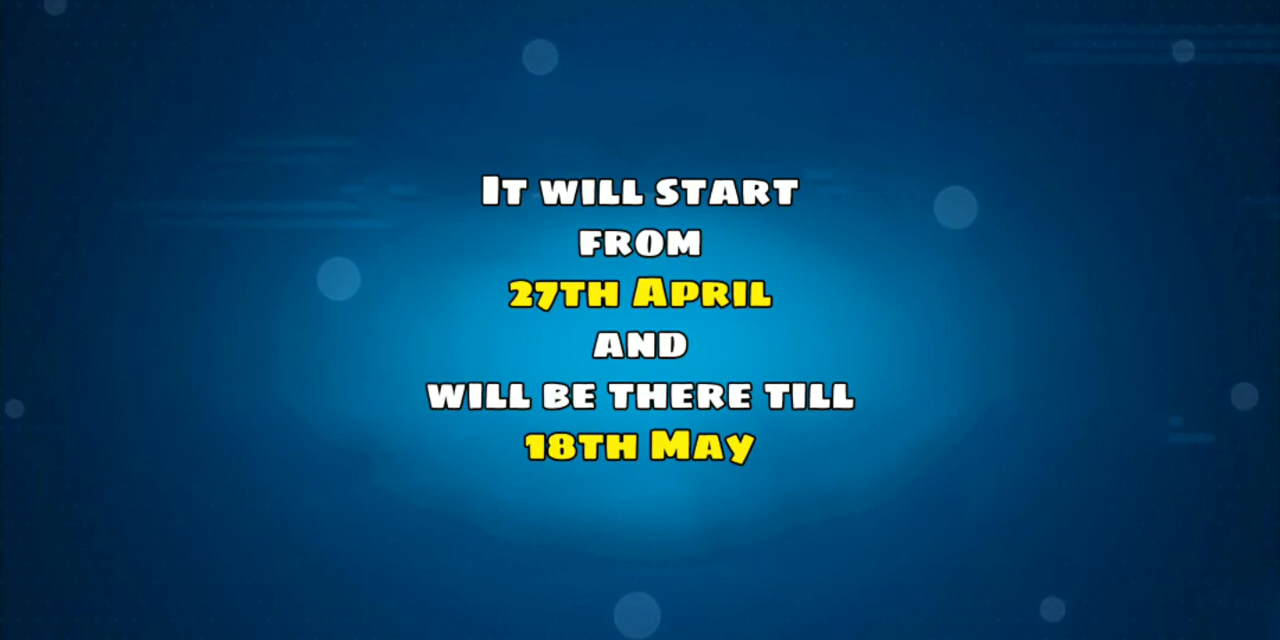 It will start
from
27th April
and
will be there till
18th May